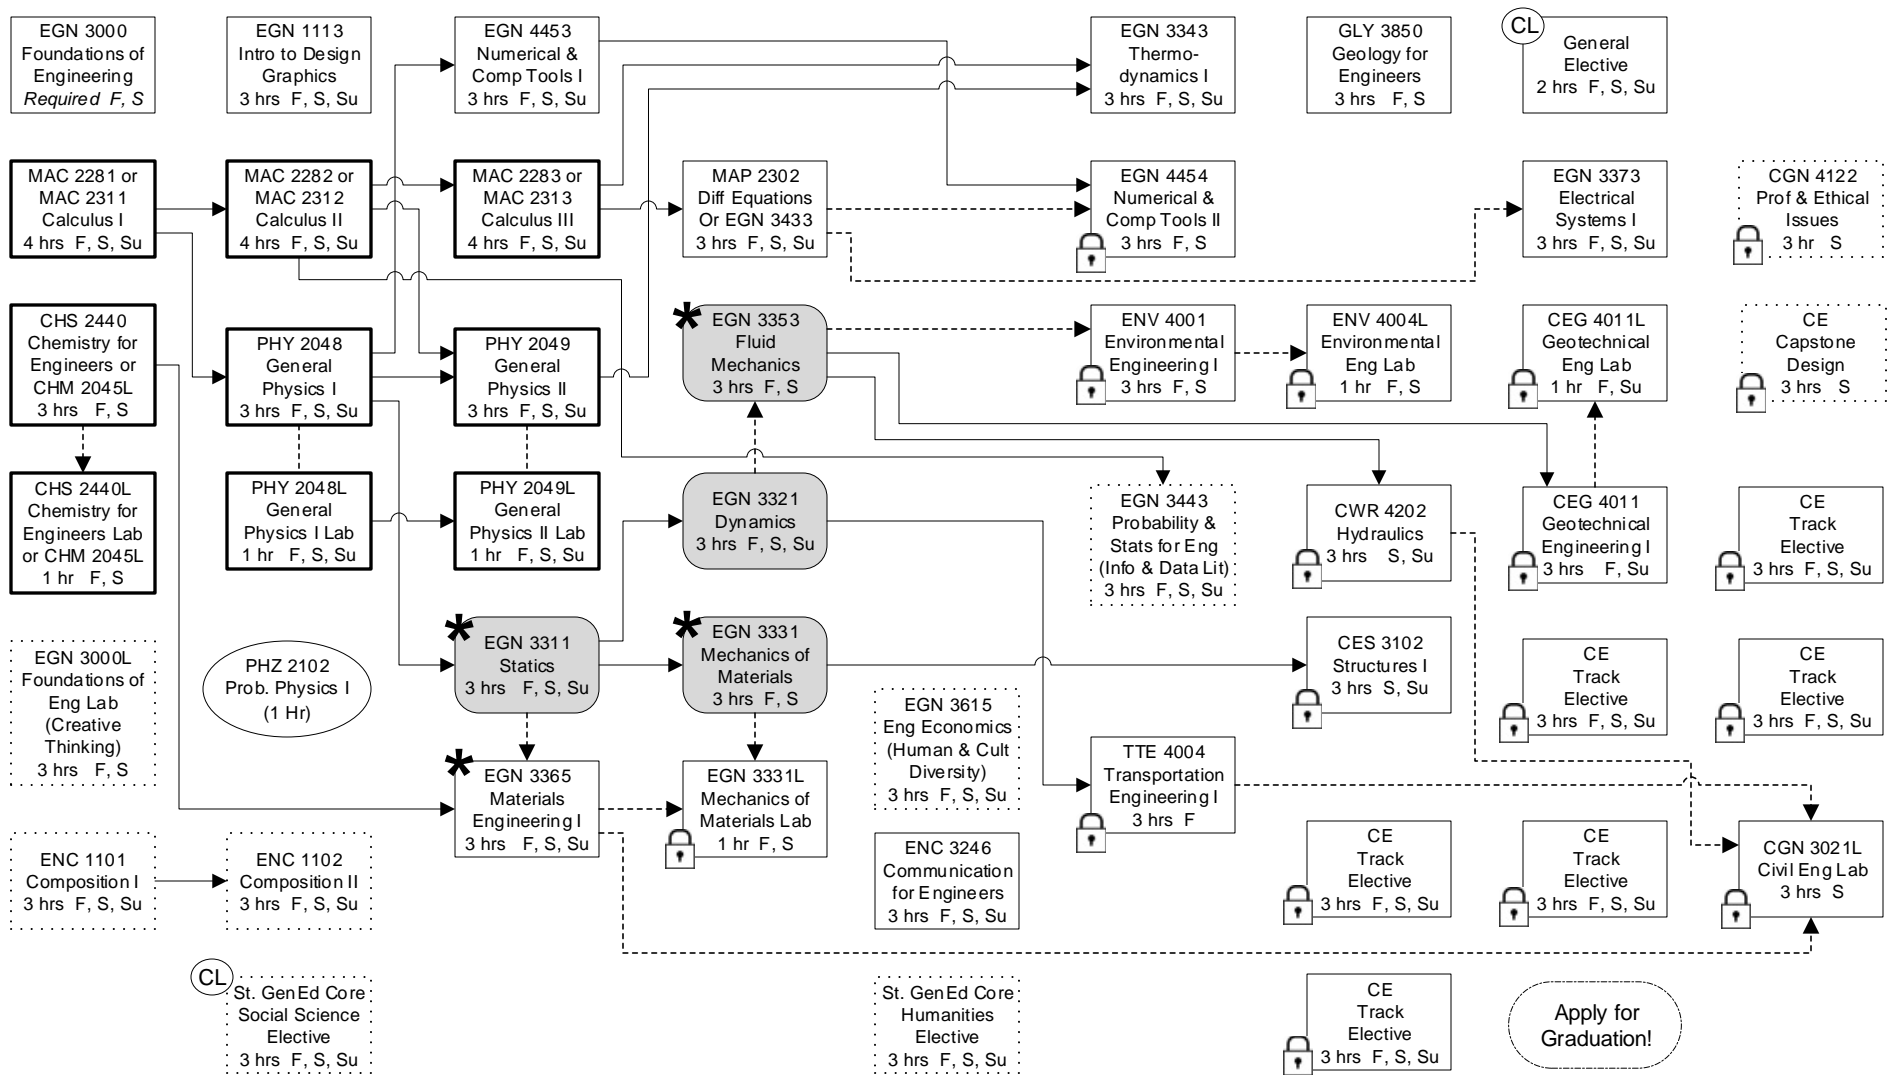 EGN 3000
Foundations of
Engineering
Required F, S
EGN 1113
Intro to Design
Graphics
3 hrs F, S, Su
EGN 4453
Numerical &
Comp Tools I
3 hrs F, S, Su
EGN 3343
Thermo-
dynamics I
3 hrs F, S, Su
GLY 3850
Geology for
Engineers
3 hrs F, S
CL
General
Elective
2 hrs F, S, Su
MAC 2281 or
MAC 2311
Calculus I
4 hrs F, S, Su
MAC 2282 or
MAC 2312
Calculus II
4 hrs F, S, Su
MAC 2283 or
MAC 2313
Calculus III
4 hrs F, S, Su
MAP 2302
Diff Equations
Or EGN 3433
3 hrs F, S, Su
EGN 4454
Numerical &
Comp Tools II
3 hrs F, S
EGN 3373
Electrical
Systems I
3 hrs F, S, Su
CGN 4122
Prof & Ethical
Issues
3 hr S
CHS 2440
Chemistry for
Engineers or
CHM 2045L
3 hrs F, S
PHY 2048
General
Physics I
3 hrs F, S, Su
PHY 2049
General
Physics II
3 hrs F, S, Su
*
EGN 3353
Fluid
Mechanics
3 hrs F, S
ENV 4001
Environmental
Engineering I
3 hrs F, S
ENV 4004L
Environmental
Eng Lab
1 hr F, S
CEG 4011L
Geotechnical
Eng Lab
1 hr F, Su
CE
Capstone
Design
3 hrs S
CHS 2440L
Chemistry for
Engineers Lab
or CHM 2045L
1 hr F, S
PHY 2048L
General
Physics I Lab
1 hr F, S, Su
PHY 2049L
General
Physics II Lab
1 hr F, S, Su
EGN 3321
Dynamics
3 hrs F, S, Su
EGN 3443
Probability &
Stats for Eng
(Info & Data Lit)
3 hrs F, S, Su
CWR 4202
Hydraulics
3 hrs S, Su
CEG 4011
Geotechnical
Engineering I
3 hrs F, Su
CE
Track
Elective
3 hrs F, S, Su
EGN 3000L
Foundations of
Eng Lab
(Creative
Thinking)
3 hrs F, S
PHZ 2102
Prob. Physics I
(1 Hr)
*
EGN 3311
Statics
3 hrs F, S, Su
*
EGN 3331
Mechanics of
Materials
3 hrs F, S
EGN 3615
Eng Economics
(Human & Cult
Diversity)
3 hrs F, S, Su
CES 3102
Structures I
3 hrs S, Su
CE
Track
Elective
3 hrs F, S, Su
CE
Track
Elective
3 hrs F, S, Su
*
EGN 3365
Materials
Engineering I
3 hrs F, S, Su
EGN 3331L
Mechanics of
Materials Lab
1 hr F, S
TTE 4004
Transportation
Engineering I
3 hrs F
ENC 1101
Composition I
3 hrs F, S, Su
ENC 1102
Composition II
3 hrs F, S, Su
ENC 3246
Communication
for Engineers
3 hrs F, S, Su
CE
Track
Elective
3 hrs F, S, Su
CE
Track
Elective
3 hrs F, S, Su
CGN 3021L
Civil Eng Lab
3 hrs S
CL
St. GenEd Core
Social Science
Elective
3 hrs F, S, Su
St. GenEd Core
Humanities
Elective
3 hrs F, S, Su
CE
Track
Elective
3 hrs F, S, Su
Apply for
Graduation!